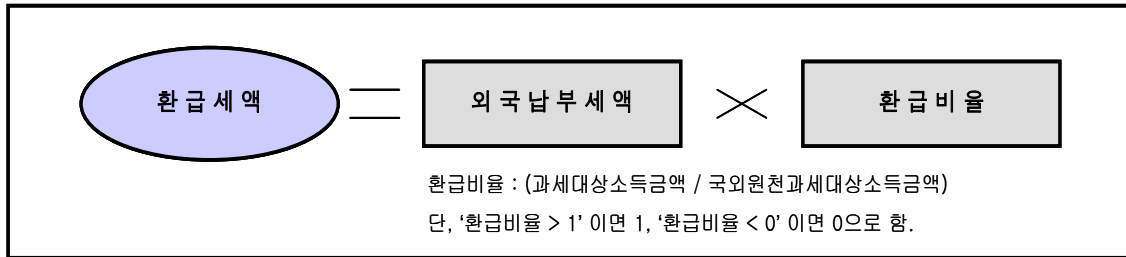 환 급 세 액
외 국 납 부 세 액
환 급 비 율
환급비율 : (과세대상소득금액 / 국외원천과세대상소득금액)
단, ‘환급비율 > 1’ 이면 1, ‘환급비율 < 0’ 이면 0으로 함.